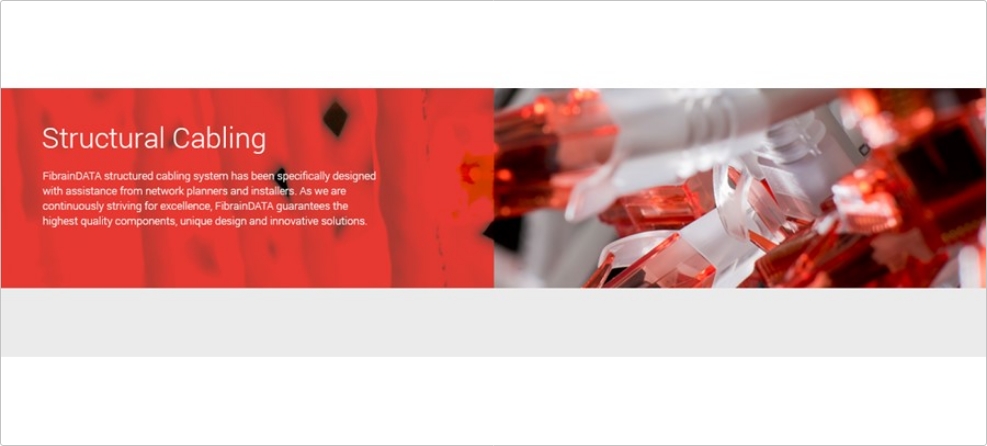 Structural Cabling
FibrainDATA structured cabling system has been specifically designed
with assistance from network planners and installers. As we are
continuously striving for excellence, FibrainDATA guarantees the
highest quality components, unique design and innovative solutions.